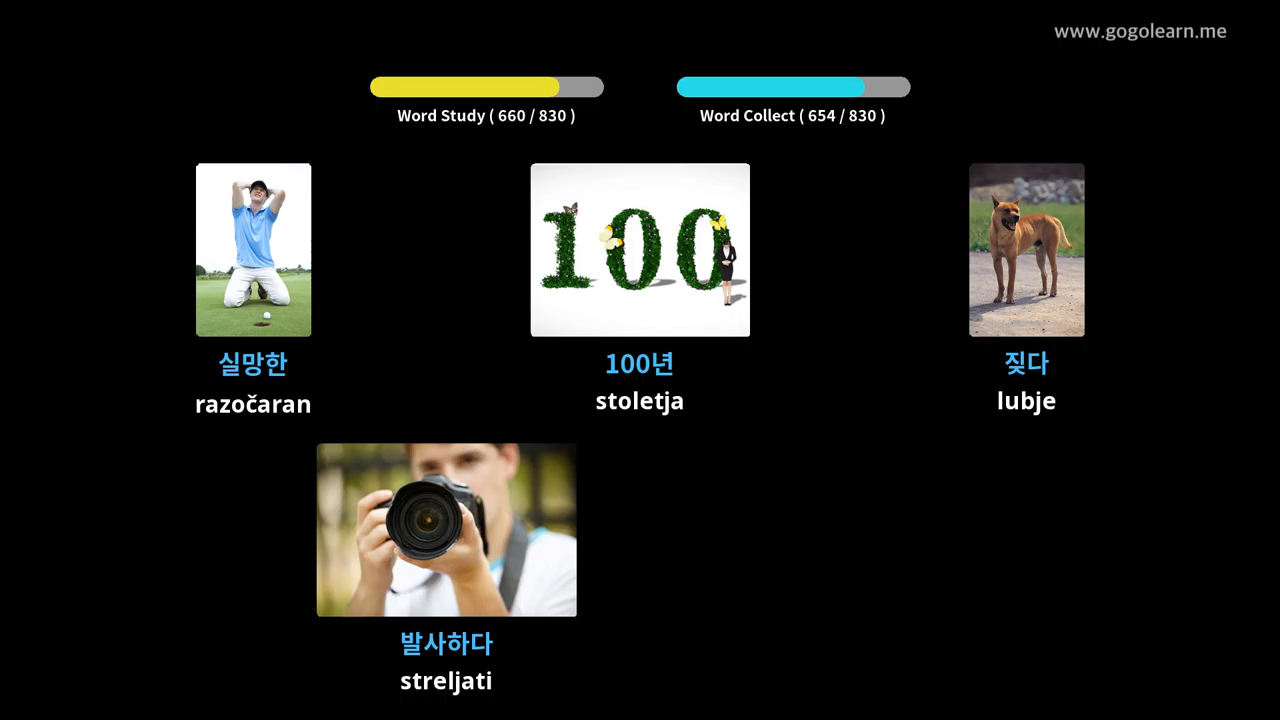 www.gogolearn.me
Word Study ( 660 / 830 )
Word Collect ( 654 / 830 )
100
실망한
100년
짖다
razočaran
stoletja
lubje
발사하다
streljati